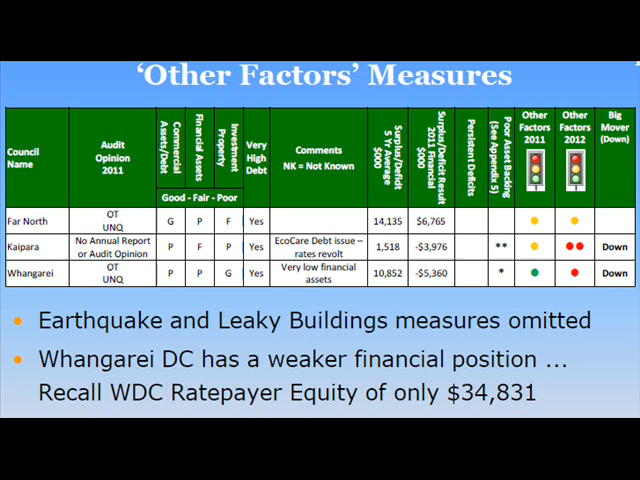 ‘Other Factors’ Measures
Council Name
Audit Opinion 2011
Commercial Assets/Debt
Financial Assets
Investment Property
Good - Fair - Poor
Very High Debt
Comments
NK = Not Known
Surplus/Deficit 5 Yr Average $000
Surplus/Deficit Result 2011 Financial $000
Persistent Deficits
Poor Asset Backing (See Appendix 5)
Other Factors 2011
Other Factors 2012
Big Mover (Down)
Far North OT UNQ G P F Yes 14,135 $6,765
Kaipara No Annual Report or Audit Opinion P F P Yes EcoCare Debt issue – rates revolt 1,518 -$3,976 ** Down
Whangarei OT UNQ P P G Yes Very low financial assets 10,852 -$5,360 * Down
• Earthquake and Leaky Buildings measures omitted
• Whangarei DC has a weaker financial position ...
Recall WDC Ratepayer Equity of only $34,831